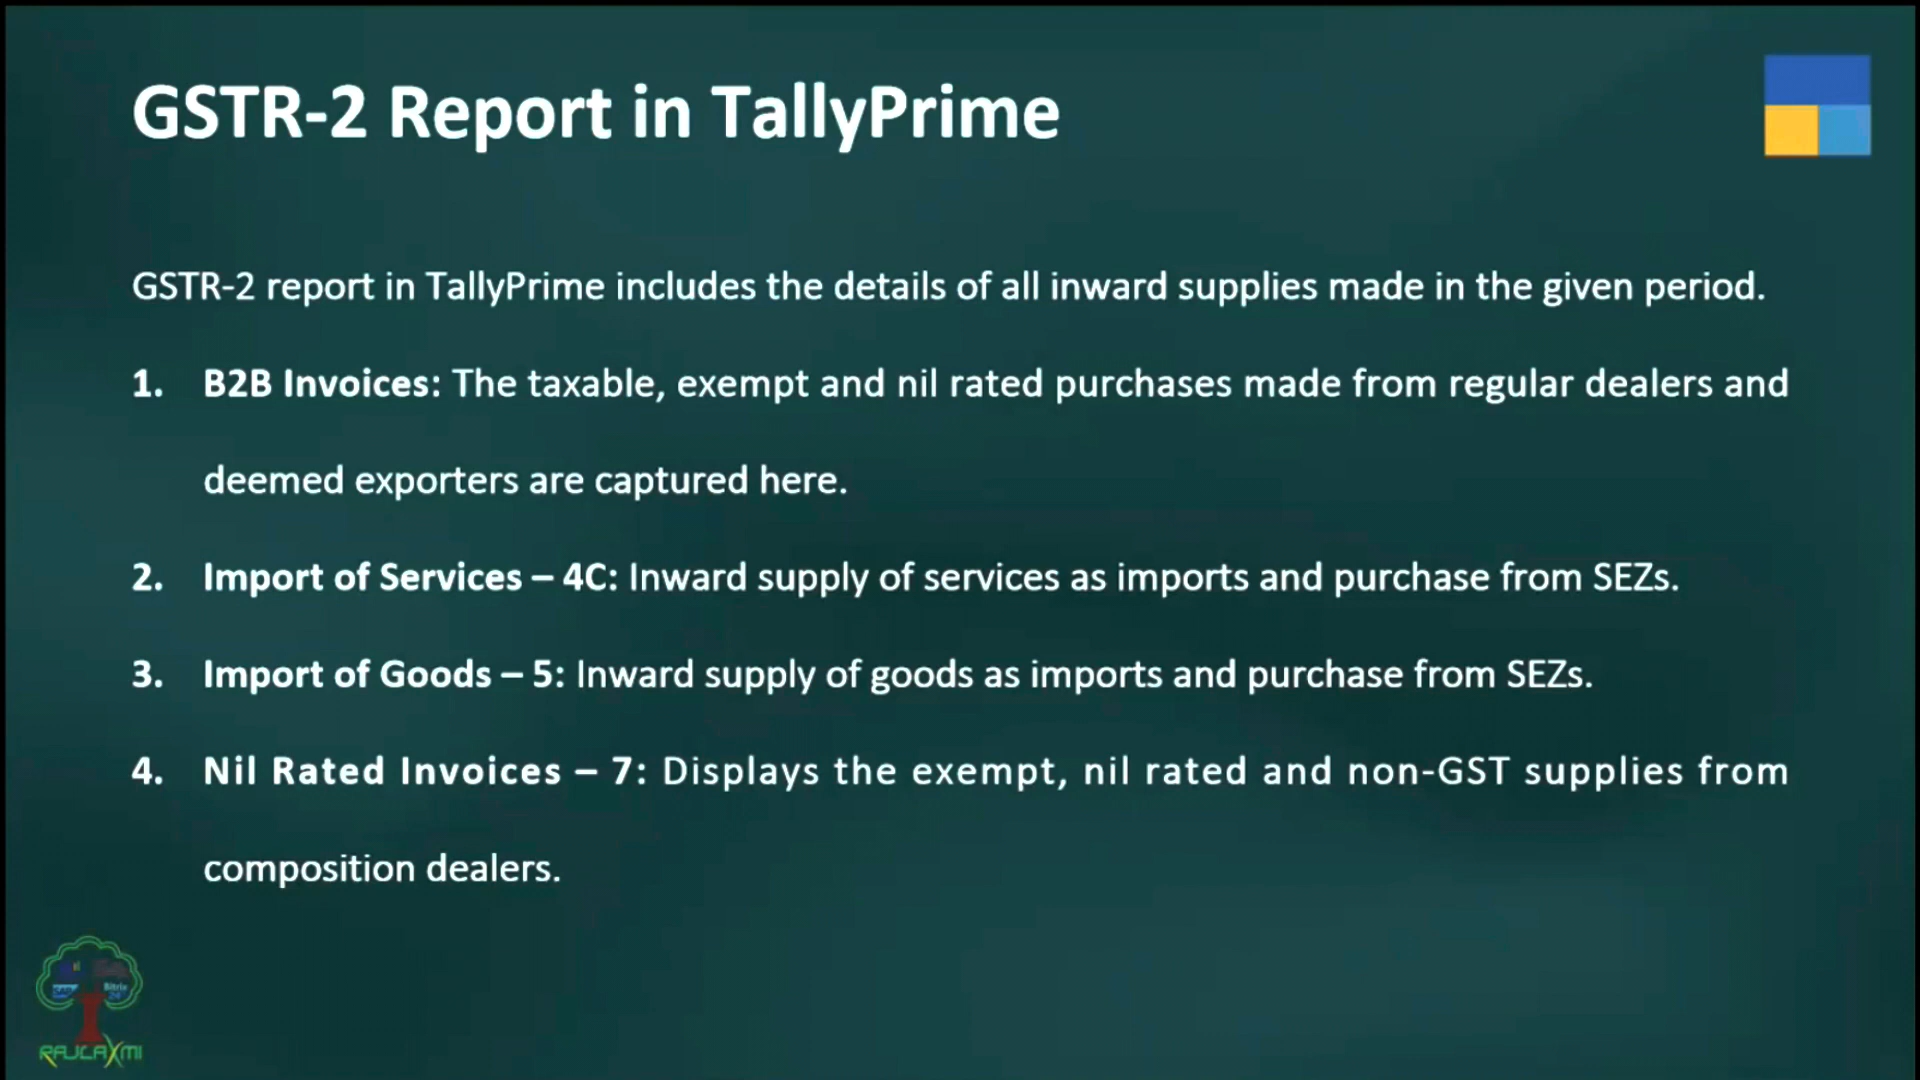 GSTR-2 Report in TallyPrime
GSTR-2 report in TallyPrime includes the details of all inward supplies made in the given period.
1. B2B Invoices: The taxable, exempt and nil rated purchases made from regular dealers and
deemed exporters are captured here.
2. Import of Services – 4C: Inward supply of services as imports and purchase from SEZs.
3. Import of Goods – 5: Inward supply of goods as imports and purchase from SEZs.
4. Nil Rated Invoices – 7: Displays the exempt, nil rated and non-GST supplies from
composition dealers.
Bitrix
24
RAJLAXMI